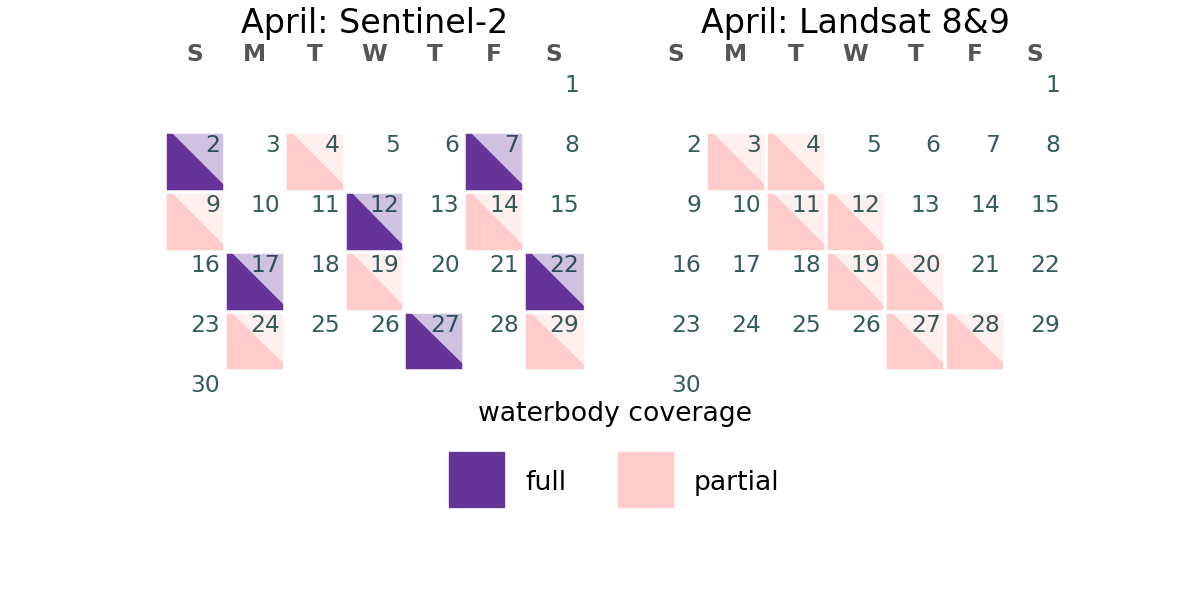 April: Sentinel-2
S M T W T F S
1
2 3 4 5 6 7 8
9 10 11 12 13 14 15
16 17 18 19 20 21 22
23 24 25 26 27 28 29
30
April: Landsat 8&9
S M T W T F S
1
2 3 4 5 6 7 8
9 10 11 12 13 14 15
16 17 18 19 20 21 22
23 24 25 26 27 28 29
30
waterbody coverage
full
partial